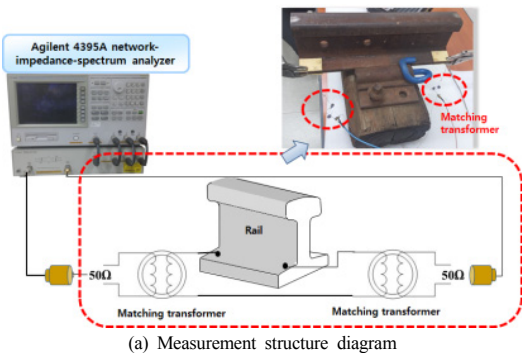 Agilent 4395A network-
impedance-spectrum analyzer
Matching
transformer
Rail
50Ω
50Ω
Matching transformer
Matching transformer
(a) Measurement structure diagram